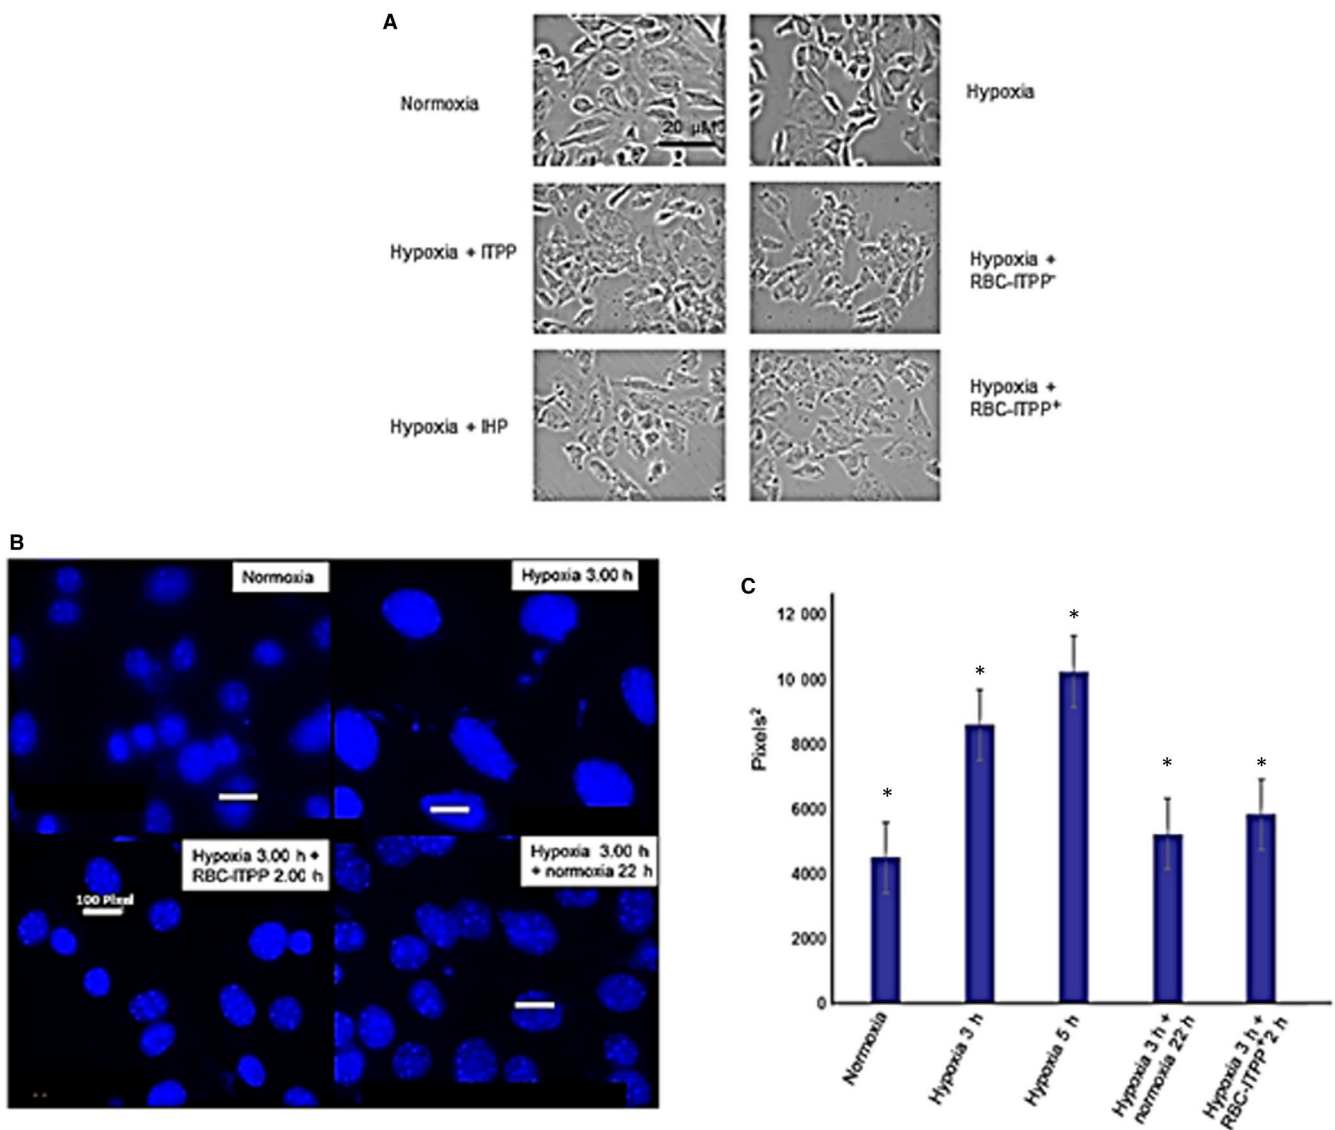 A
Normoxia
20 µM
Hypoxia
Hypoxia + ITPP
Hypoxia +
RBC-ITPP-
Hypoxia + IHP
Hypoxia +
RBC-ITPP+
B
Normoxia
Hypoxia 3.00 h
Hypoxia 3.00 h +
RBC-ITPP 2.00 h
100 Pixel
Hypoxia 3.00 h
+ normoxia 22 h
C
Pixels²
12 000
10 000
8000
6000
4000
2000
0
*
*
*
*
*
Normoxia
Hypoxia 3 h
Hypoxia 5 h
Hypoxia 3 h +
normoxia 22 h
Hypoxia 3 h +
RBC-ITPP+2 h